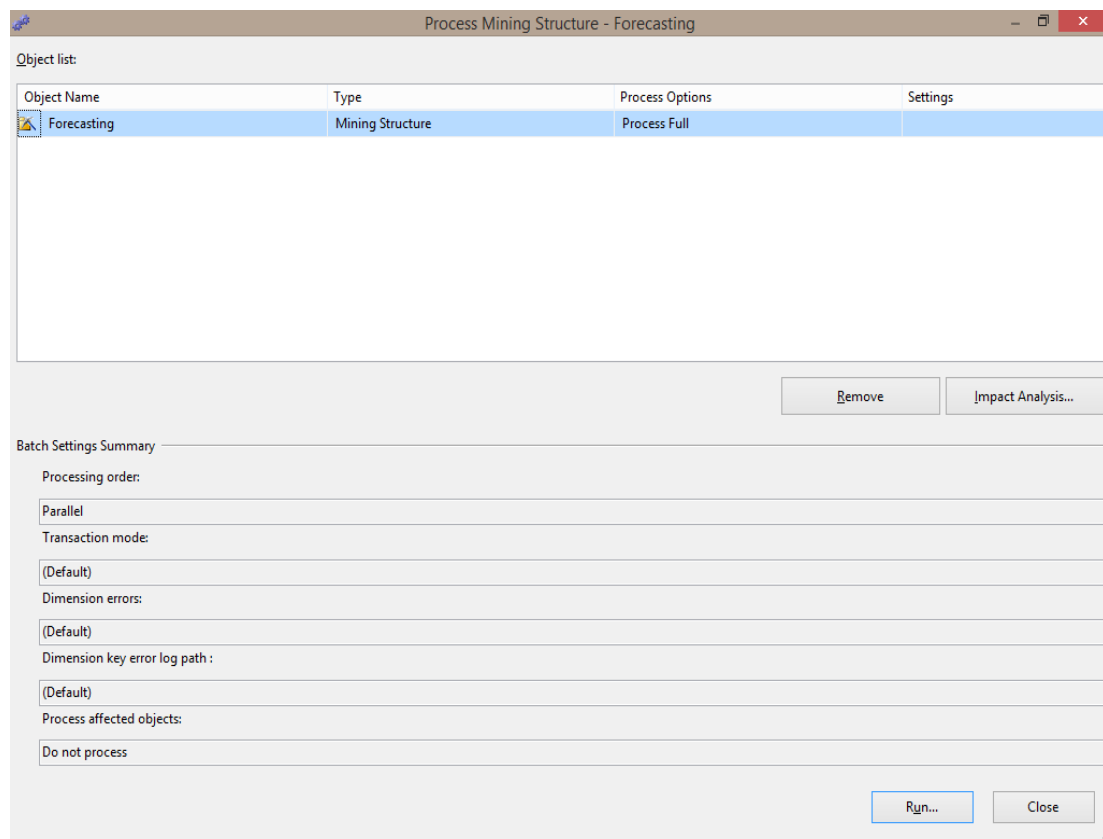 Process Mining Structure - Forecasting
Object list:
Object Name Type Process Options Settings
Forecasting Mining Structure Process Full
Remove Impact Analysis...
Batch Settings Summary
Processing order:
Parallel
Transaction mode:
(Default)
Dimension errors:
(Default)
Dimension key error log path :
(Default)
Process affected objects:
Do not process
Run... Close